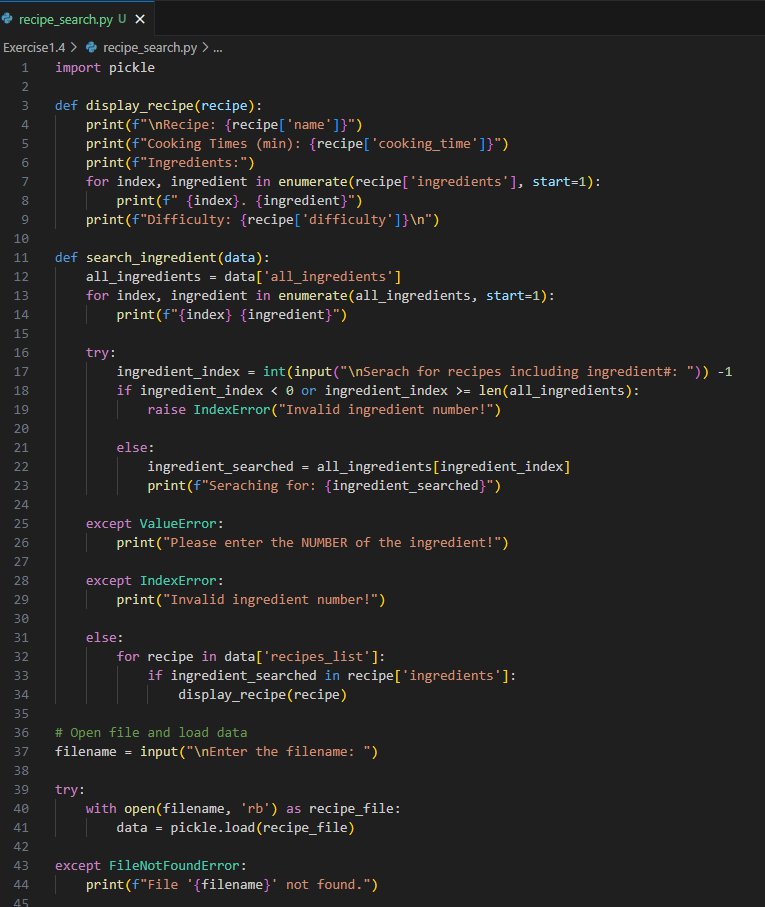 recipe_search.py U ×
Exercise1.4 > recipe_search.py > ...
1 import pickle
2
3 def display_recipe(recipe):
4     print(f"\nRecipe: {recipe['name']}")
5     print(f"Cooking Times (min): {recipe['cooking_time']}")
6     print(f"Ingredients:")
7     for index, ingredient in enumerate(recipe['ingredients'], start=1):
8         print(f" {index}. {ingredient}")
9     print(f"Difficulty: {recipe['difficulty']}\n")
10
11 def search_ingredient(data):
12     all_ingredients = data['all_ingredients']
13     for index, ingredient in enumerate(all_ingredients, start=1):
14         print(f"{index} {ingredient}")
15
16     try:
17         ingredient_index = int(input("\nSerach for recipes including ingredient#: ")) -1
18         if ingredient_index < 0 or ingredient_index >= len(all_ingredients):
19             raise IndexError("Invalid ingredient number!")
20
21         else:
22             ingredient_searched = all_ingredients[ingredient_index]
23             print(f"Seraching for: {ingredient_searched}")
24
25     except ValueError:
26         print("Please enter the NUMBER of the ingredient!")
27
28     except IndexError:
29         print("Invalid ingredient number!")
30
31     else:
32         for recipe in data['recipes_list']:
33             if ingredient_searched in recipe['ingredients']:
34                 display_recipe(recipe)
35
36 # Open file and load data
37 filename = input("\nEnter the filename: ")
38
39 try:
40     with open(filename, 'rb') as recipe_file:
41         data = pickle.load(recipe_file)
42
43 except FileNotFoundError:
44     print(f"File '{filename}' not found.")
45